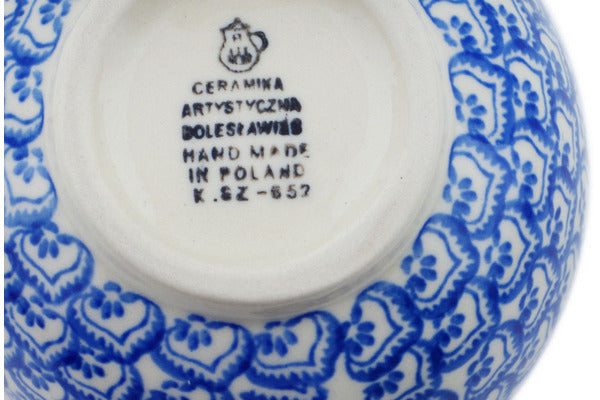 CERAMIKA
ARTYSTYCZNA
BOLESŁAWIEC
HAND MADE
IN POLAND
K.SZ-652